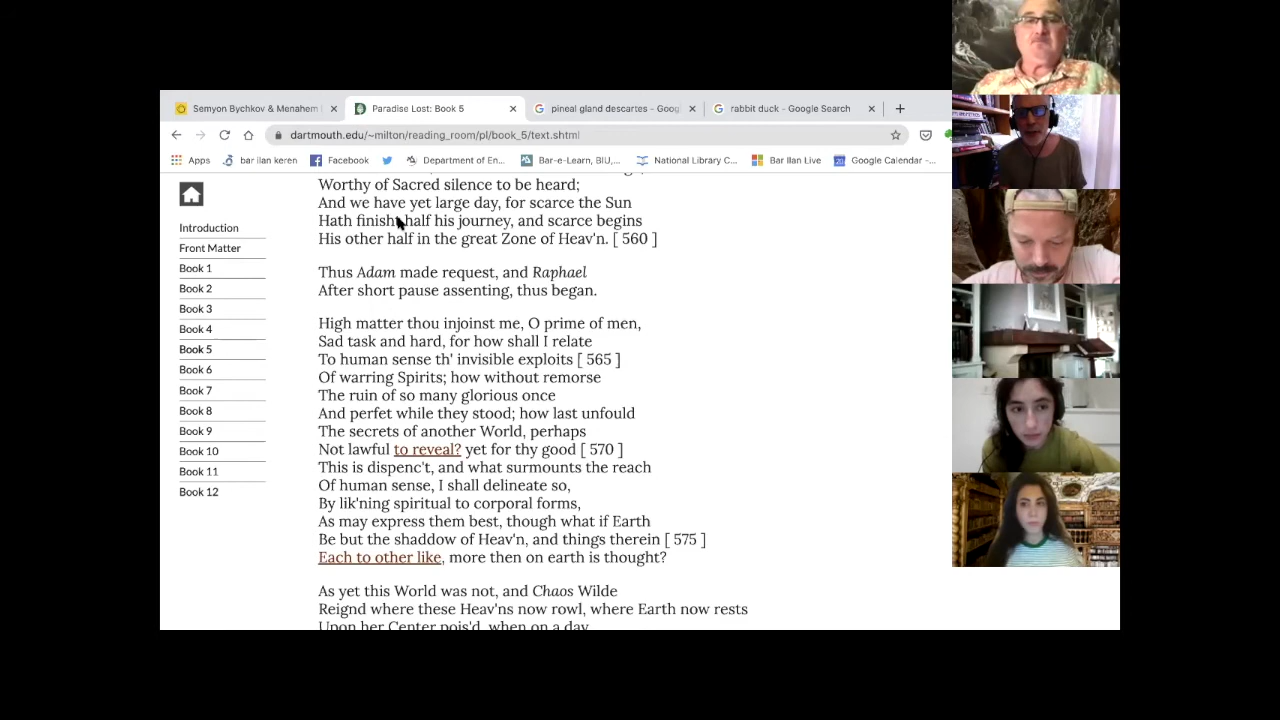 Semyon Bychkov & Menahem
Paradise Lost: Book 5
pineal gland descartes - Goog
rabbit duck - Google Search
dartmouth.edu/~milton/reading_room/pl/book_5/text.shtml
Apps
bar ilan keren
Facebook
Department of En...
Bar-e-Learn, BIU,...
National Library C...
Bar Ilan Live
Google Calendar -...
Introduction
Front Matter
Book 1
Book 2
Book 3
Book 4
Book 5
Book 6
Book 7
Book 8
Book 9
Book 10
Book 11
Book 12
Worthy of Sacred silence to be heard;
And we have yet large day, for scarce the Sun
Hath finisht half his journey, and scarce begins
His other half in the great Zone of Heav'n. [ 560 ]
Thus Adam made request, and Raphael
After short pause assenting, thus began.
High matter thou injoinst me, O prime of men,
Sad task and hard, for how shall I relate
To human sense th' invisible exploits [ 565 ]
Of warring Spirits; how without remorse
The ruin of so many glorious once
And perfet while they stood; how last unfould
The secrets of another World, perhaps
Not lawful to reveal? yet for thy good [ 570 ]
This is dispenc't, and what surmounts the reach
Of human sense, I shall delineate so,
By lik'ning spiritual to corporal forms,
As may express them best, though what if Earth
Be but the shaddow of Heav'n, and things therein [ 575 ]
Each to other like, more then on earth is thought?
As yet this World was not, and Chaos Wilde
Reignd where these Heav'ns now rowl, where Earth now rests
Upon her Center pois'd, when on a day